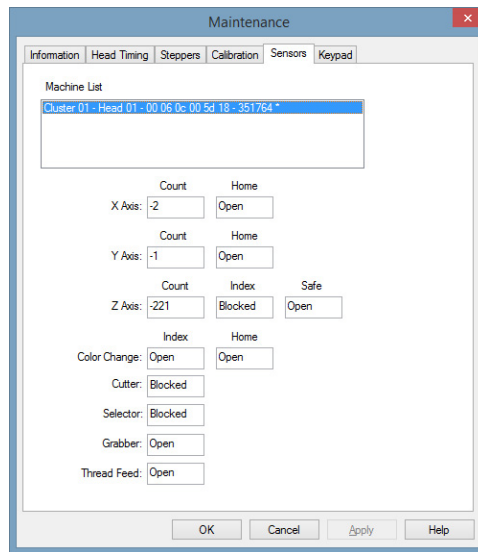 Maintenance
Information Head Timing Steppers Calibration Sensors Keypad
Machine List
Cluster 01 - Head 01 - 00 06 0c 00 5d 18 - 351764 *
Count Home
X Axis: -2 Open
Count Home
Y Axis: -1 Open
Count Index Safe
Z Axis: -221 Blocked Open
Index Home
Color Change: Open Open
Cutter: Blocked
Selector: Blocked
Grabber: Open
Thread Feed: Open
OK Cancel Apply Help